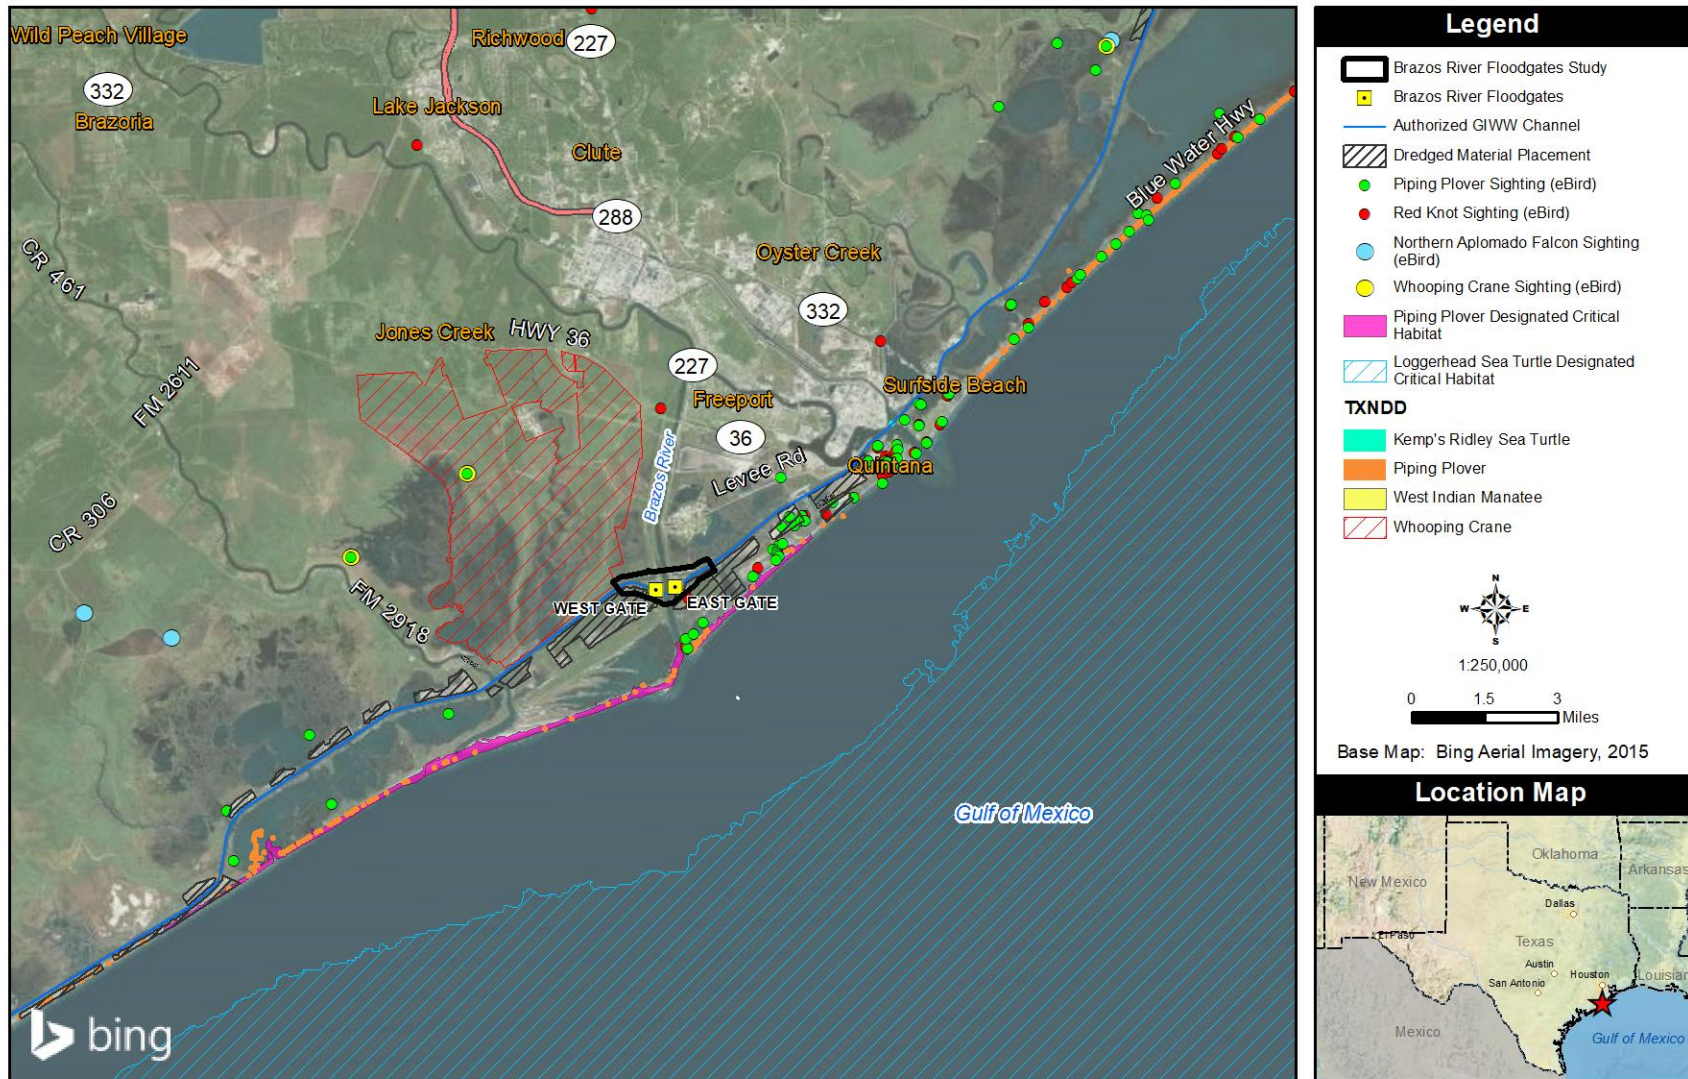 Wild Peach Village
332
Brazoria
Richwood
227
Lake Jackson
Clute
288
Blue Water Hwy
CR 461
Oyster Creek
332
Jones Creek
HWY 36
227
FM 2611
Surfside Beach
Freeport
36
Brazos River
Levee Rd
Quintana
CR 306
FM 2918
WEST GATE
EAST GATE
Gulf of Mexico
bing
Legend
Brazos River Floodgates Study
Brazos River Floodgates
Authorized GIWW Channel
Dredged Material Placement
Piping Plover Sighting (eBird)
Red Knot Sighting (eBird)
Northern Aplomado Falcon Sighting
(eBird)
Whooping Crane Sighting (eBird)
Piping Plover Designated Critical
Habitat
Loggerhead Sea Turtle Designated
Critical Habitat
TXNDD
Kemp's Ridley Sea Turtle
Piping Plover
West Indian Manatee
Whooping Crane
N
W E
S
1:250,000
0 1.5 3
Miles
Base Map: Bing Aerial Imagery, 2015
Location Map
Oklahoma
Arkansas
New Mexico
Dallas
El Paso
Texas
Austin
Houston
Louisian
San Antonio
Mexico
Gulf of Mexico